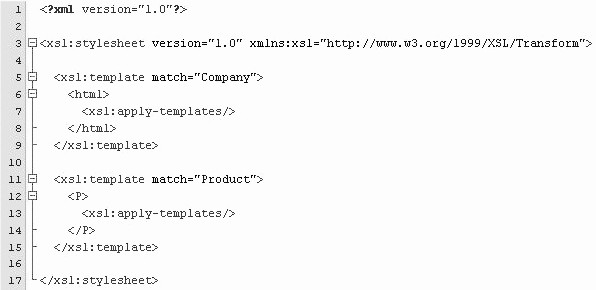 1 <?xml version="1.0"?>
2
3 <xsl:stylesheet version="1.0" xmlns:xsl="http://www.w3.org/1999/XSL/Transform">
4
5   <xsl:template match="Company">
6     <html>
7       <xsl:apply-templates/>
8     </html>
9   </xsl:template>
10
11   <xsl:template match="Product">
12     <P>
13       <xsl:apply-templates/>
14     </P>
15   </xsl:template>
16
17 </xsl:stylesheet>